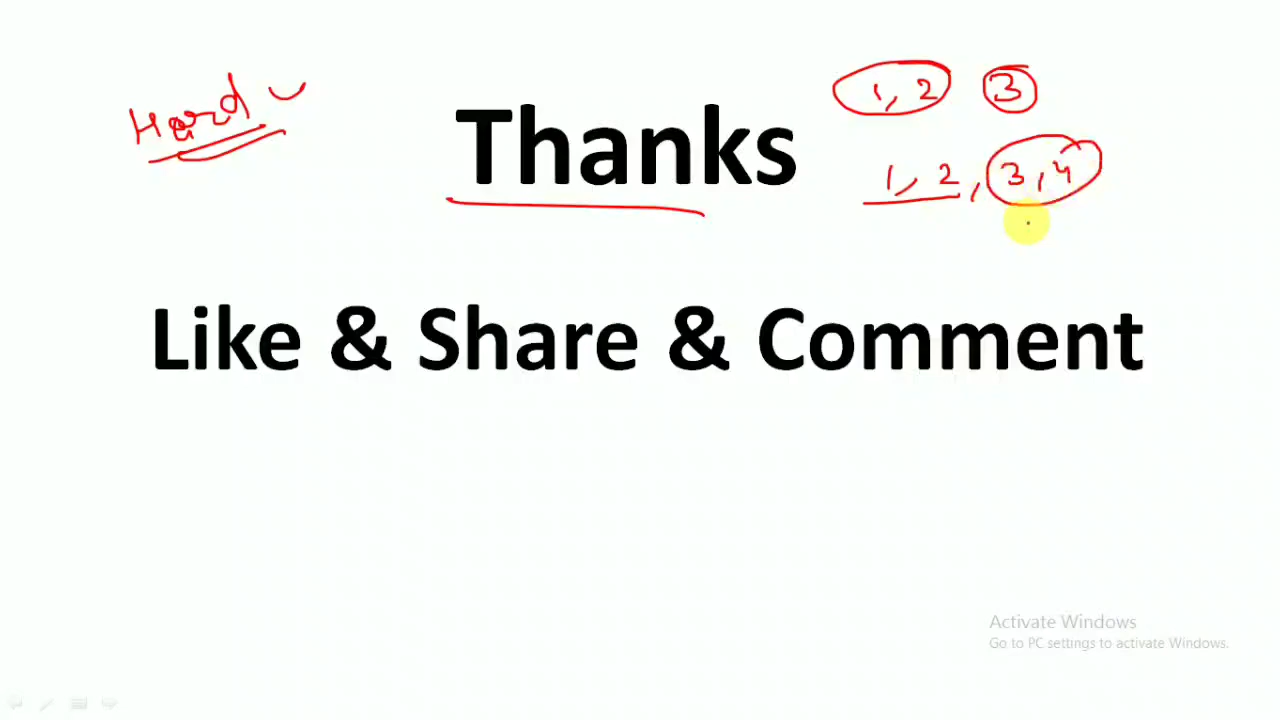 Hard
Thanks
1, 2 3
1, 2, 3, 4
Like & Share & Comment
Activate Windows
Go to PC settings to activate Windows.